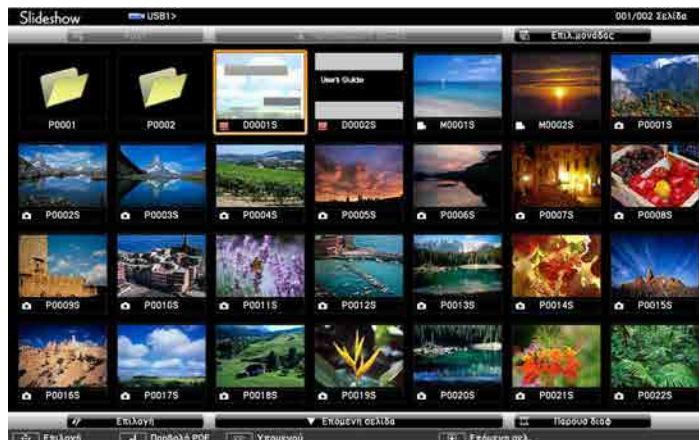 Slideshow USB1> 001/002 Σελίδα
Επιλ.μονάδας
User's Guide
P0001 P0002 D0001S D0002S M0001S M0002S P0001S
P0002S P0003S P0004S P0005S P0006S P0007S P0008S
P0009S P0010S P0011S P0012S P0013S P0014S P0015S
P0016S P0017S P0018S P0019S P0020S P0021S P0022S
Επιλογή ▼ Επόμενη σελίδα Παρουσ διαφ
Επιλογή Προβολή PDF Υπομενού Επόμενη σελ.